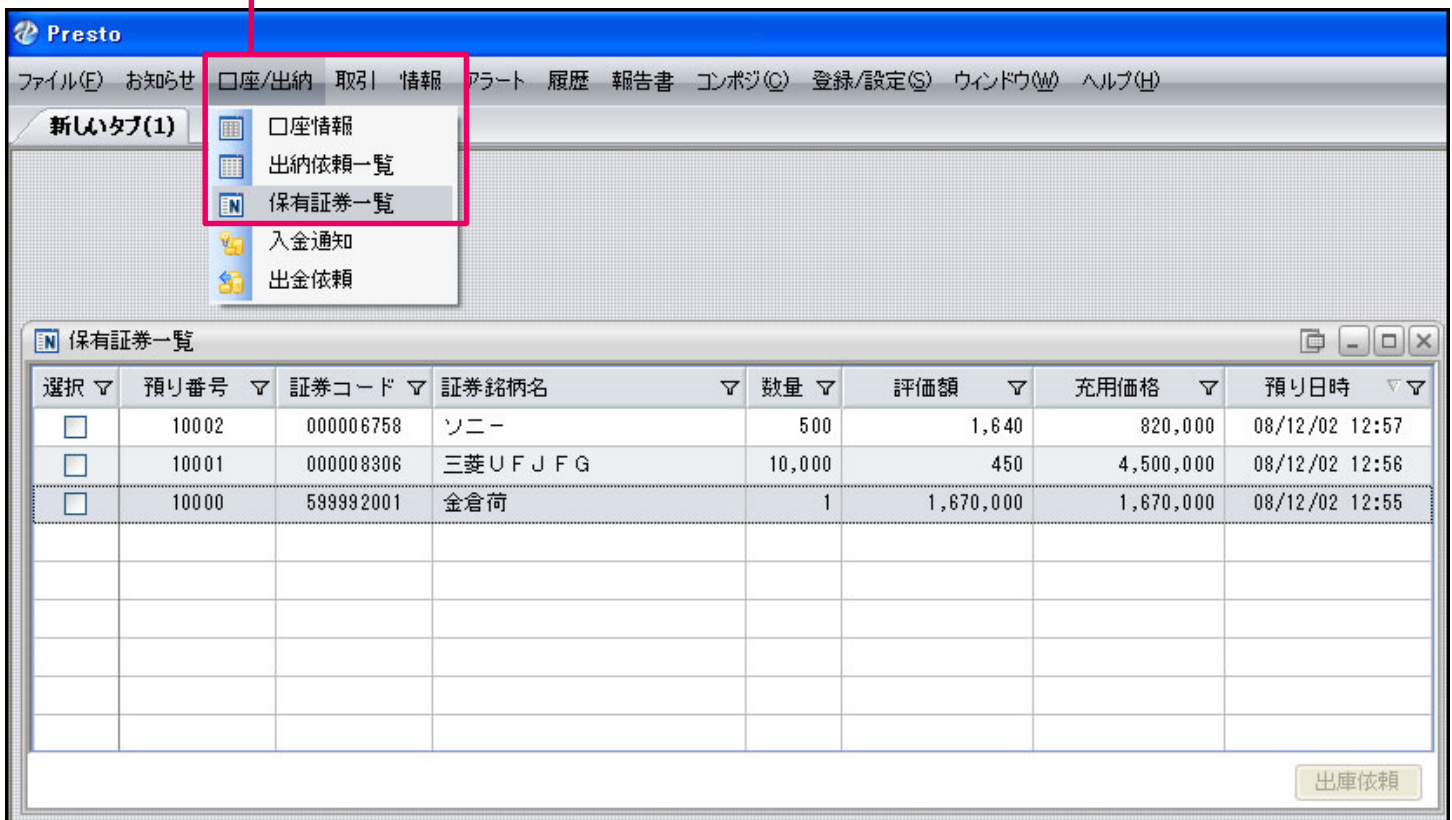 Presto
ファイル(F) お知らせ 口座/出納 取引 情報 アラート 履歴 報告書 コンポジ(C) 登録/設定(S) ウィンドウ(W) ヘルプ(H)
新しいタブ(1)
口座情報
出納依頼一覧
保有証券一覧
入金通知
出金依頼
保有証券一覧
選択 預り番号 証券コード 証券銘柄名 数量 評価額 充用価格 預り日時
10002 000006758 ソニー 500 1,640 820,000 08/12/02 12:57
10001 000008306 三菱UFJFG 10,000 450 4,500,000 08/12/02 12:56
10000 599992001 金倉荷 1 1,670,000 1,670,000 08/12/02 12:55
出庫依頼